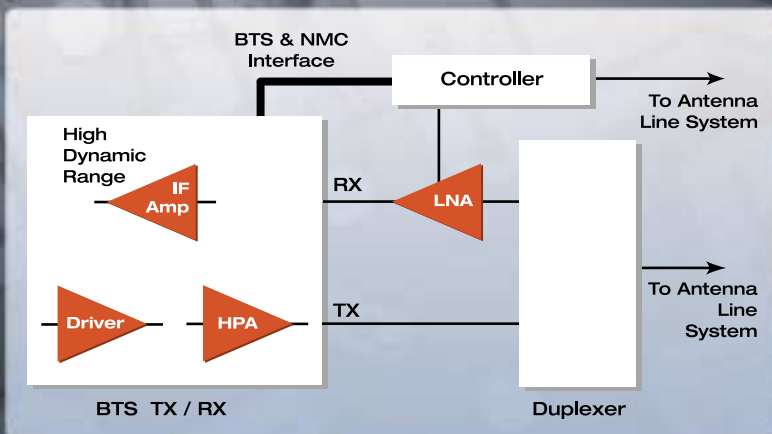 BTS & NMC
Interface
Controller
To Antenna
Line System
High
Dynamic
Range
IF
Amp
RX
LNA
Driver
HPA
TX
To Antenna
Line
System
BTS TX / RX
Duplexer